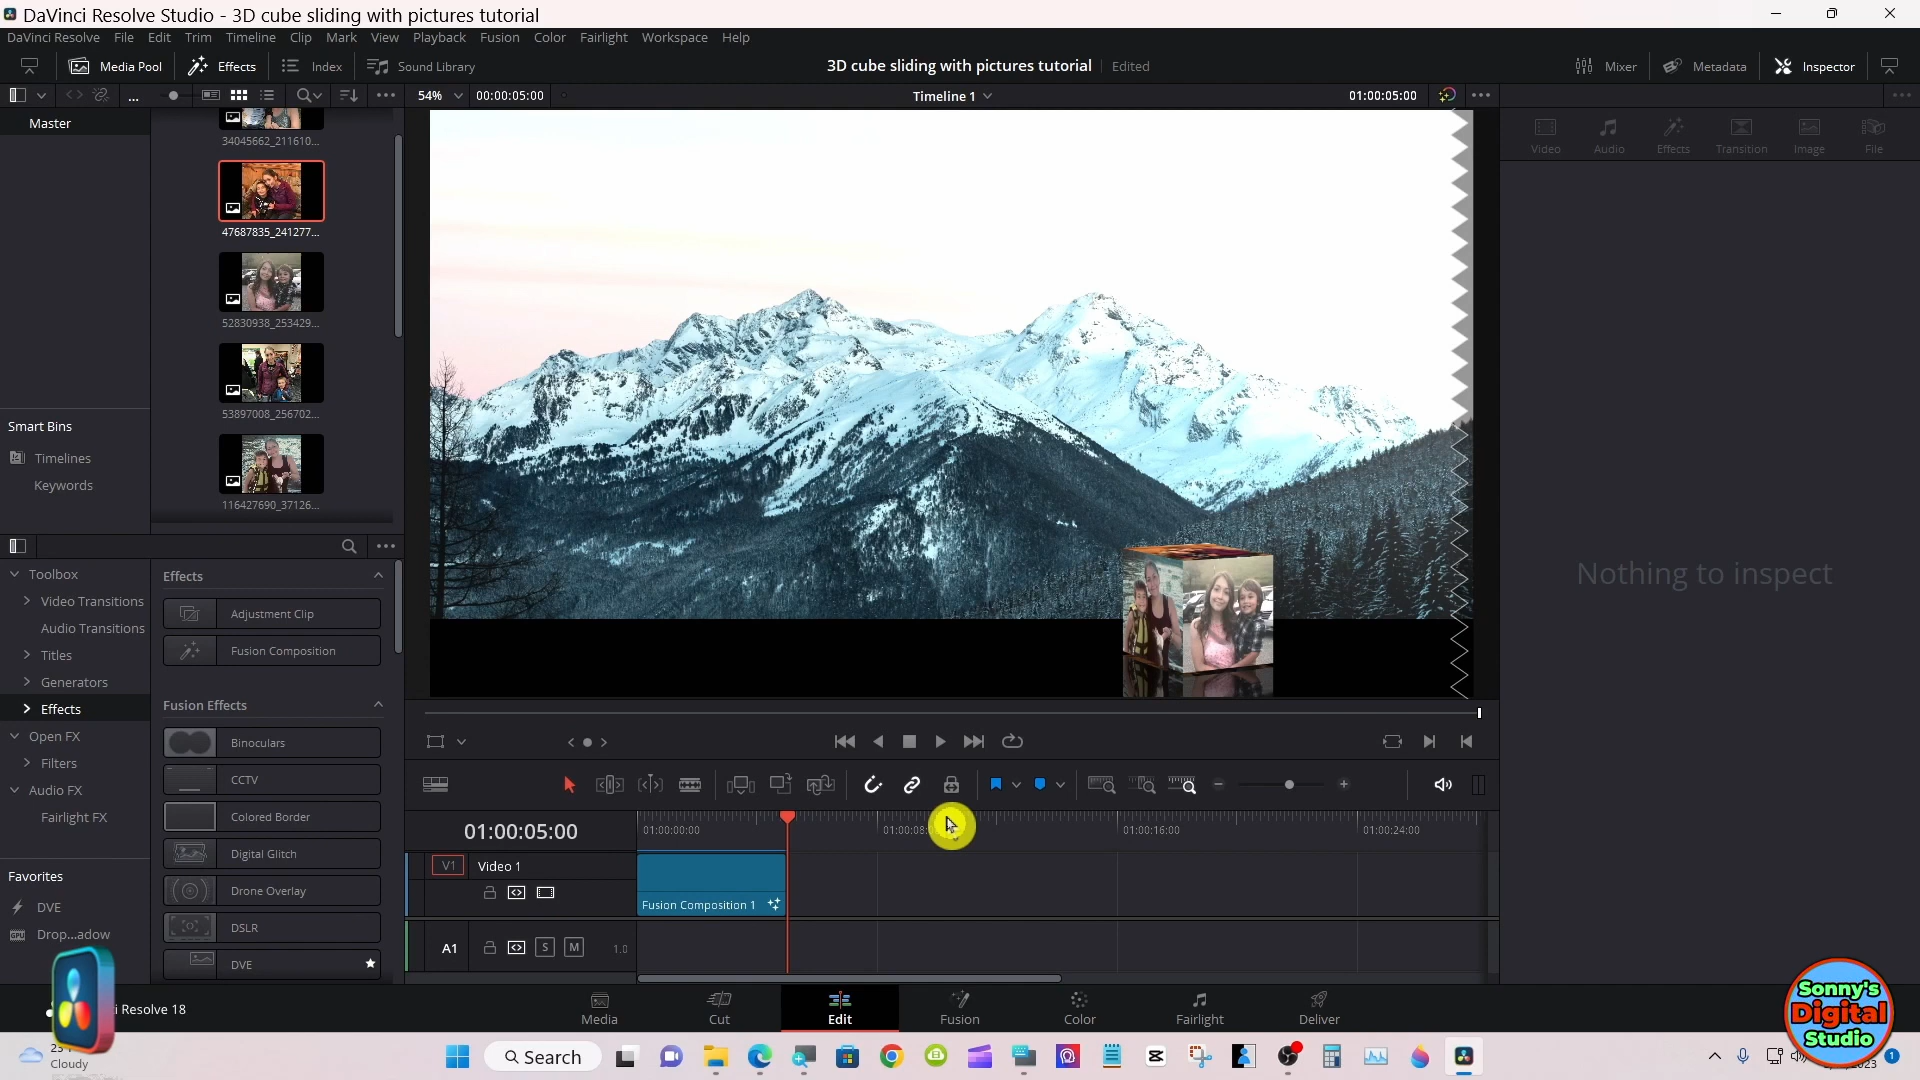 DaVinci Resolve Studio - 3D cube sliding with pictures tutorial
DaVinci Resolve File Edit Trim Timeline Clip Mark View Playback Fusion Color Fairlight Workspace Help
Media Pool Effects Index Sound Library 3D cube sliding with pictures tutorial Edited Mixer Metadata Inspector
54% 00:00:05:00 Timeline 1 01:00:05:00
Master
34045662_211610...
47687835_241277...
52830938_253429...
53897008_256702...
116427690_37126...
Smart Bins
Timelines
Keywords
Video Audio Effects Transition Image File
Nothing to inspect
Toolbox
Video Transitions
Audio Transitions
Titles
Generators
Effects
Open FX
Filters
Audio FX
Fairlight FX
Favorites
DVE
Drop...adow
Effects
Adjustment Clip
Fusion Composition
Fusion Effects
Binoculars
CCTV
Colored Border
Digital Glitch
Drone Overlay
DSLR
DVE
01:00:05:00
01:00:00:00 01:00:16:00 01:00:24:00
V1 Video 1
Fusion Composition 1
A1 S M 1.0
i Resolve 18
Media Cut Edit Fusion Color Fairlight Deliver
Sonny's
Digital
Studio
Cloudy
Search
1